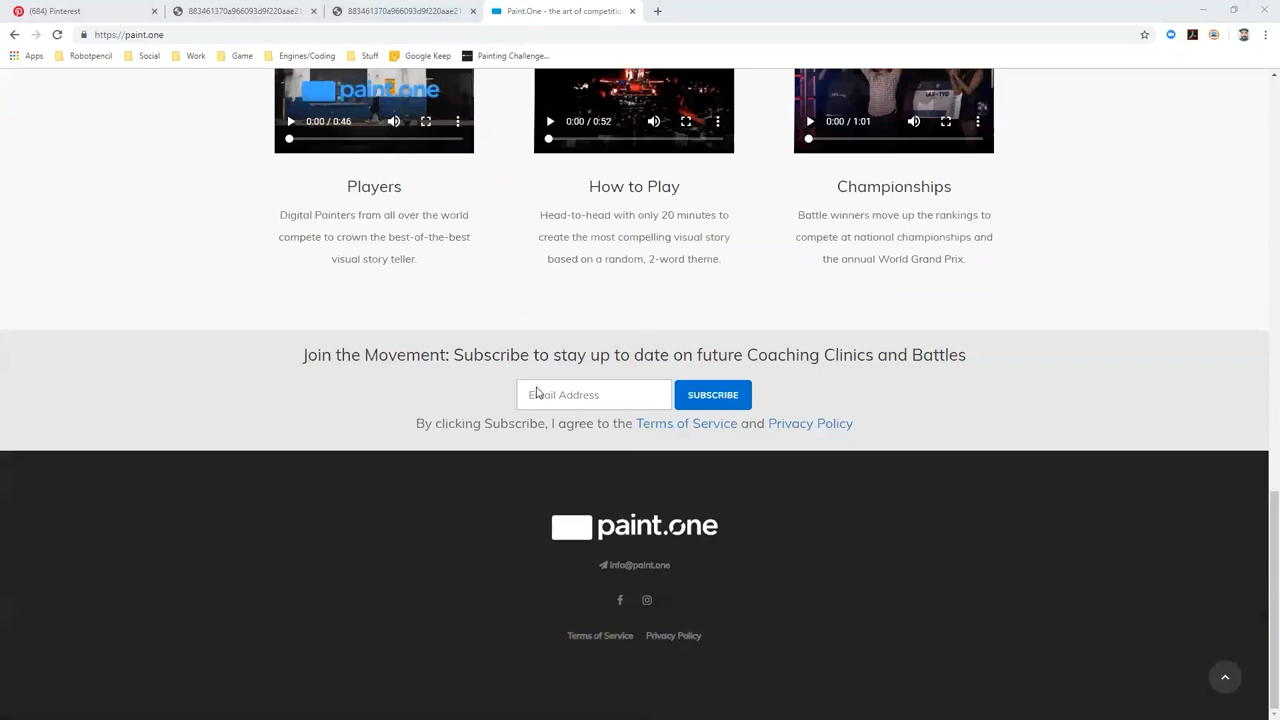 (684) Pinterest
883461370a966093d9f220aae21
883461370a966093d9f220aae21
Paint.One - the art of competitio
https://paint.one
Apps
Robotpencil
Social
Work
Game
Engines/Coding
Stuff
Google Keep
Painting Challenge...
paint.one
0:00 / 0:46
0:00 / 0:52
0:00 / 1:01
Players
How to Play
Championships
Digital Painters from all over the world
compete to crown the best-of-the-best
visual story teller.
Head-to-head with only 20 minutes to
create the most compelling visual story
based on a random, 2-word theme.
Battle winners move up the rankings to
compete at national championships and
the annual World Grand Prix.
Join the Movement: Subscribe to stay up to date on future Coaching Clinics and Battles
Email Address
SUBSCRIBE
By clicking Subscribe, I agree to the Terms of Service and Privacy Policy
paint.one
info@paint.one
Terms of Service
Privacy Policy